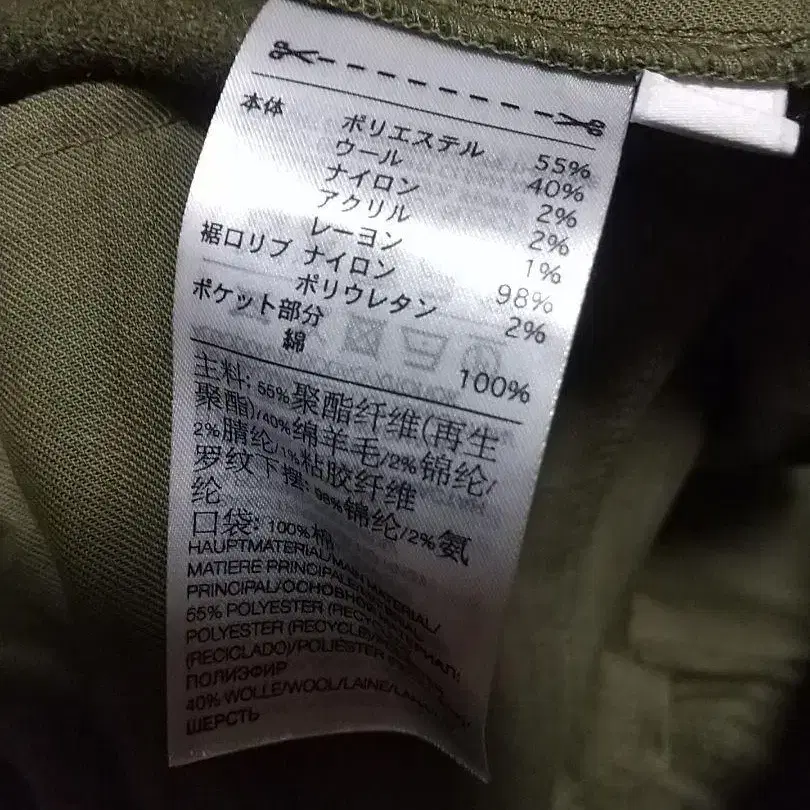 本体 ポリエステル 55%
ウール 40%
ナイロン 2%
アクリル 2%
レーヨン 1%
裾口リブ ナイロン 98%
ポリウレタン 2%
ポケット部分
綿 100%
主料: 55%聚酯纤维(再生
聚酯)/40%绵羊毛/2%锦纶/
2%腈纶/1%粘胶纤维
罗纹下摆: 98%锦纶/2%氨
纶
口袋: 100%棉
HAUPTMATERIAL/MAIN MATERIAL/
MATIERE PRINCIPALE/
PRINCIPAL/ОСНОВНОЙ МАТЕРИАЛ:
55% POLYESTER (RECYCLE
POLYESTER (RECYCLE
(RECICLADO)/POLIESTER
ПОЛИЭФИР
40% WOLLE/WOOL/LAINE/LANA/
ШЕРСТЬ